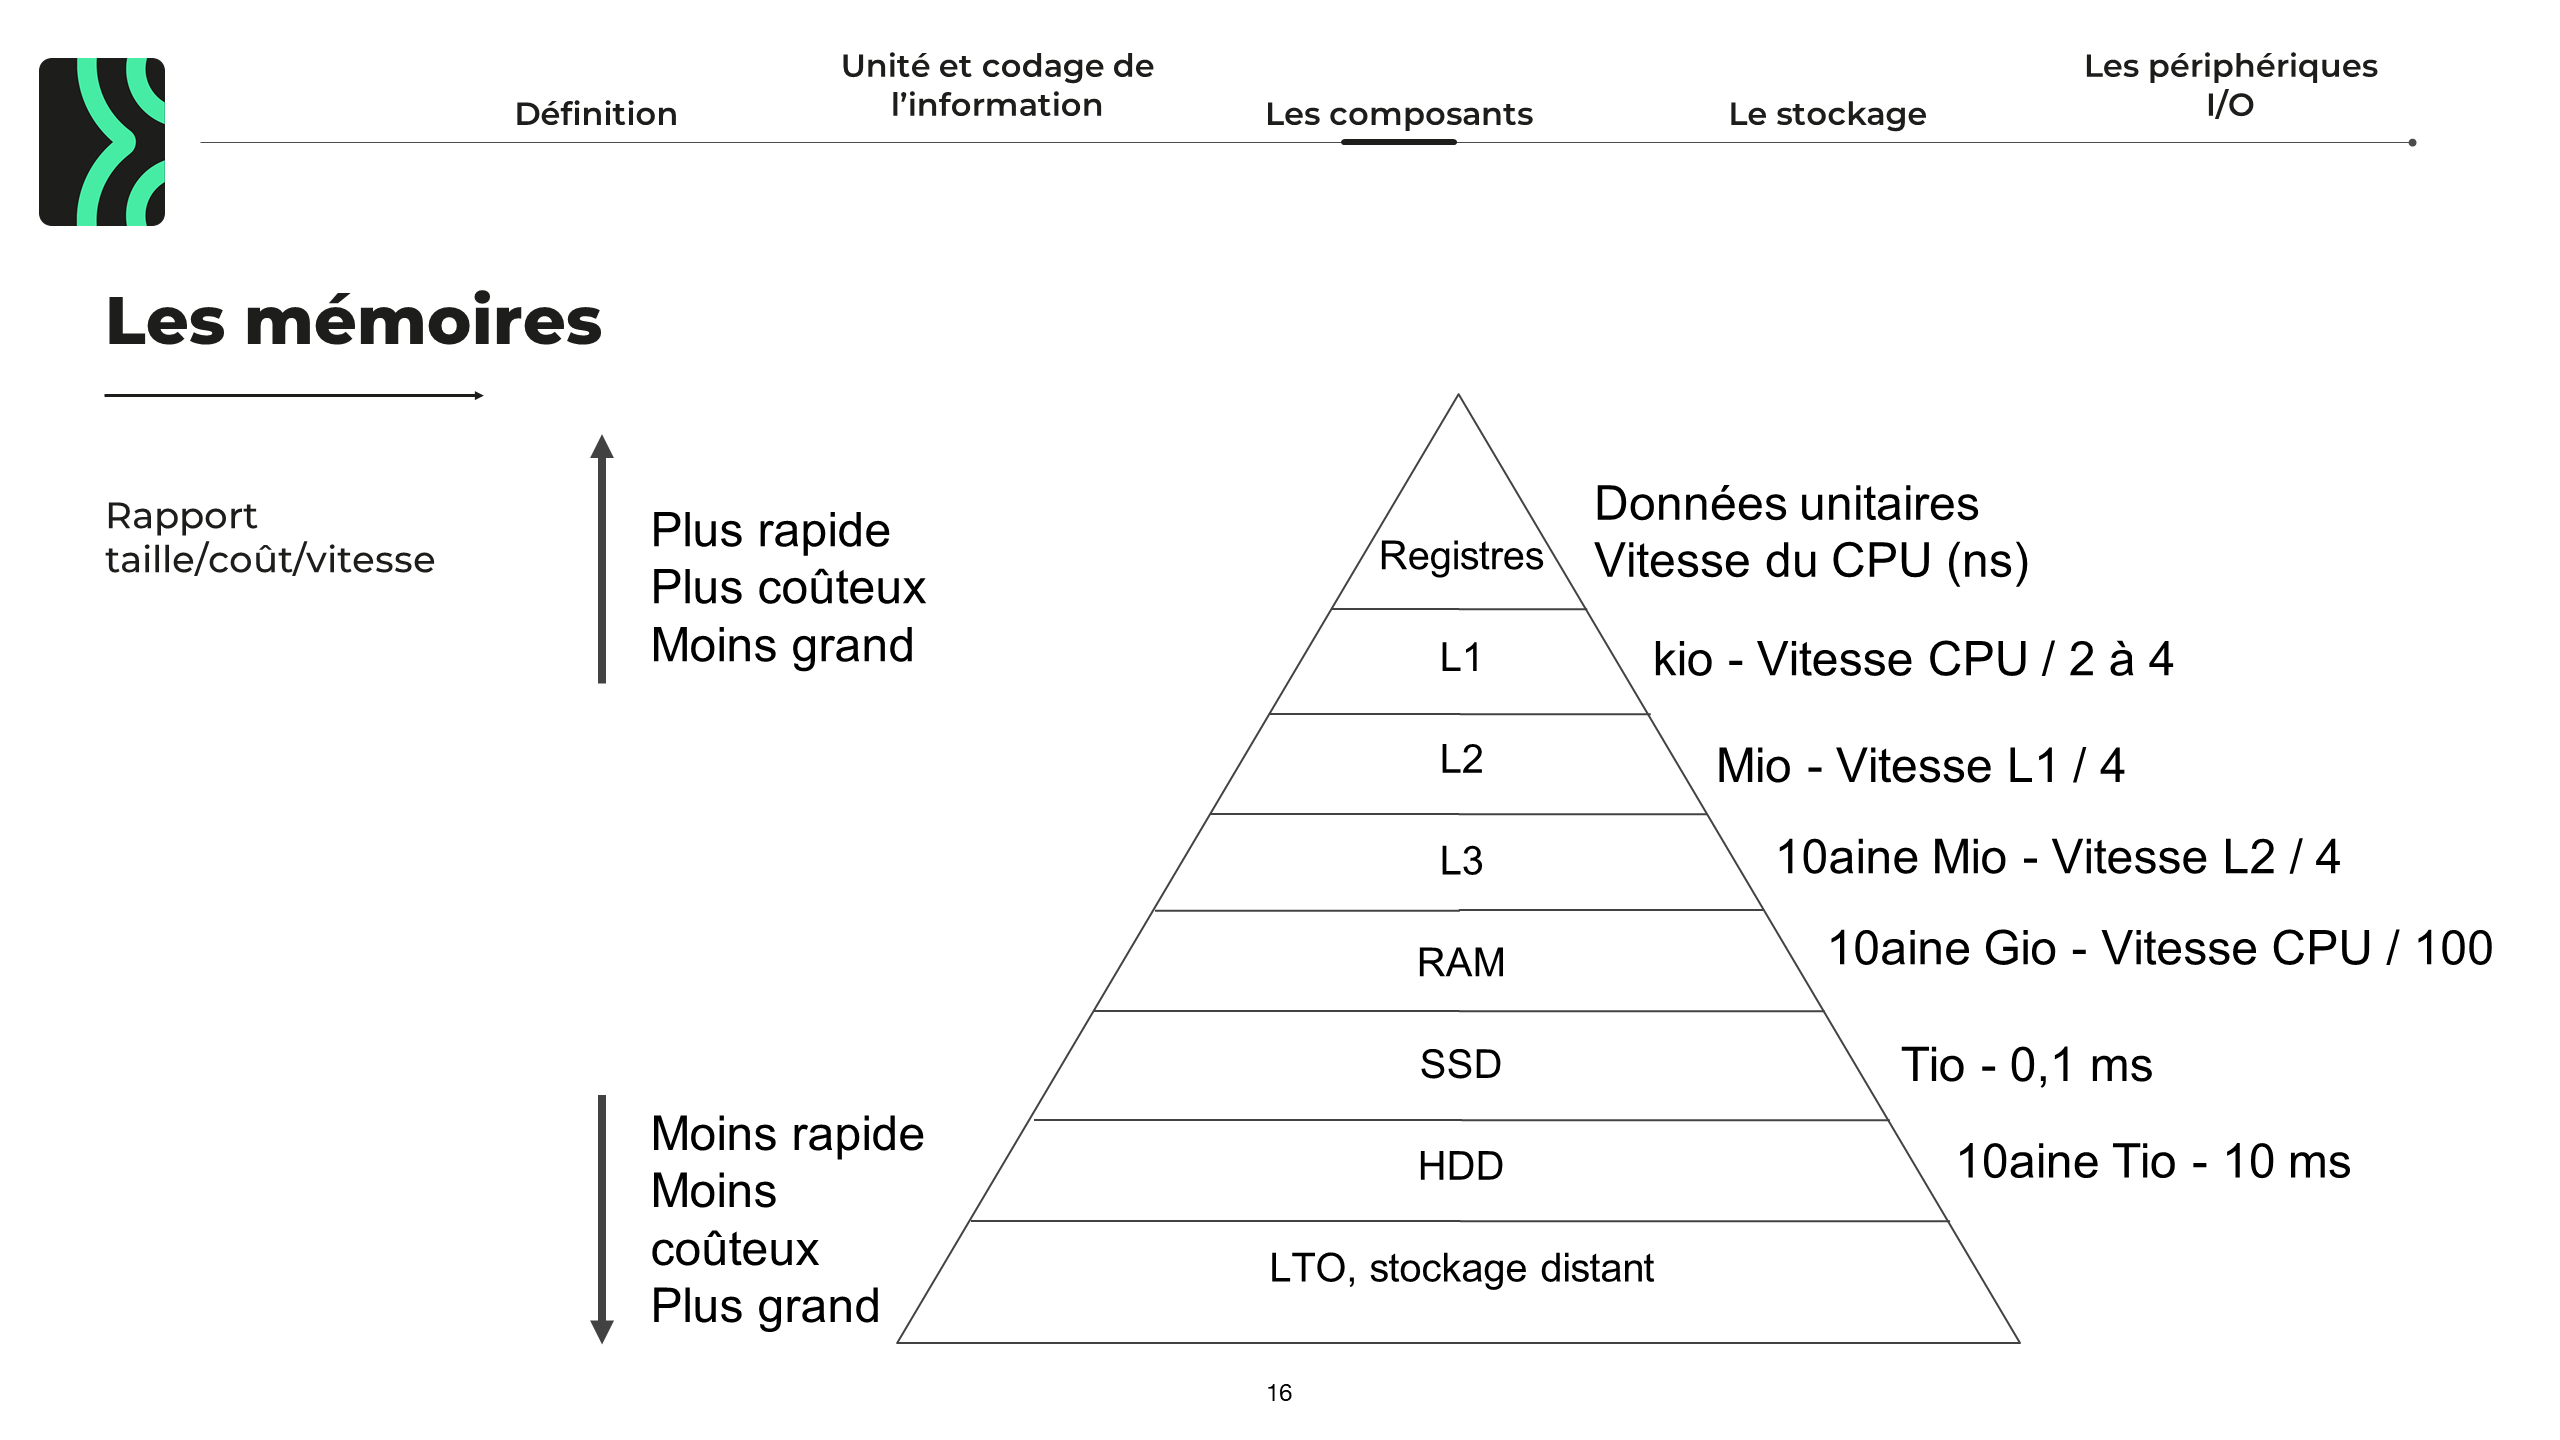 Définition
Unité et codage de
l’information
Les composants
Le stockage
Les périphériques
I/O
Les mémoires
Rapport
taille/coût/vitesse
Plus rapide
Plus coûteux
Moins grand
Moins rapide
Moins
coûteux
Plus grand
Registres
Données unitaires
Vitesse du CPU (ns)
L1
kio - Vitesse CPU / 2 à 4
L2
Mio - Vitesse L1 / 4
L3
10aine Mio - Vitesse L2 / 4
RAM
10aine Gio - Vitesse CPU / 100
SSD
Tio - 0,1 ms
HDD
10aine Tio - 10 ms
LTO, stockage distant
16